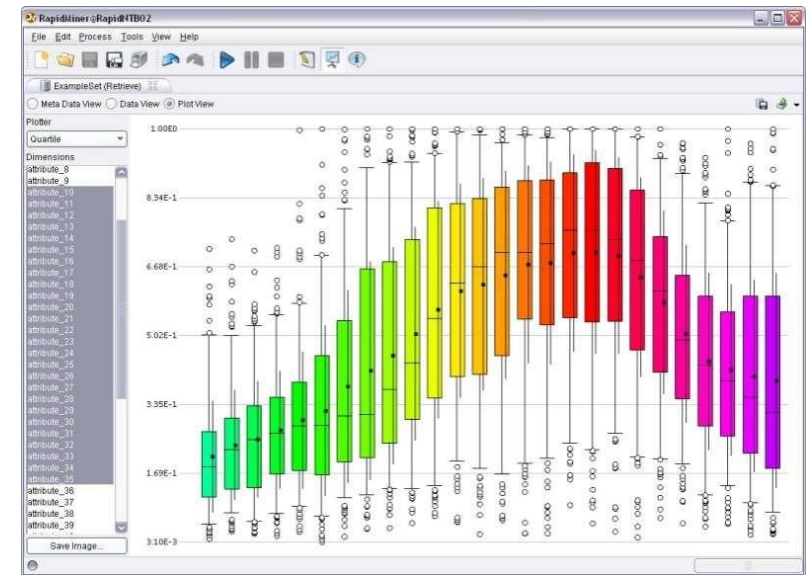 RapidMiner@RapidNTB02
File Edit Process Tools View Help
ExampleSet (Retrieve)
Meta Data View Data View Plot View
Plotter
Quartile
Dimensions
attribute_8
attribute_9
attribute_10
attribute_11
attribute_12
attribute_13
attribute_14
attribute_15
attribute_16
attribute_17
attribute_18
attribute_19
attribute_20
attribute_21
attribute_22
attribute_23
attribute_24
attribute_25
attribute_26
attribute_27
attribute_28
attribute_29
attribute_30
attribute_31
attribute_32
attribute_33
attribute_34
attribute_35
attribute_36
attribute_37
attribute_38
attribute_39
Save Image...
1.00E0
8.34E-1
6.68E-1
5.02E-1
3.35E-1
1.69E-1
3.10E-3